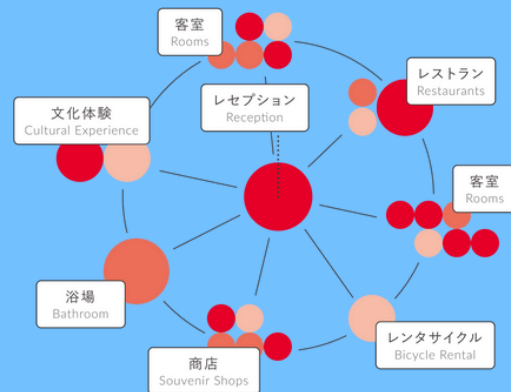 客室
Rooms
レストラン
Restaurants
レセプション
Reception
文化体験
Cultural Experience
客室
Rooms
浴場
Bathroom
レンタサイクル
Bicycle Rental
商店
Souvenir Shops